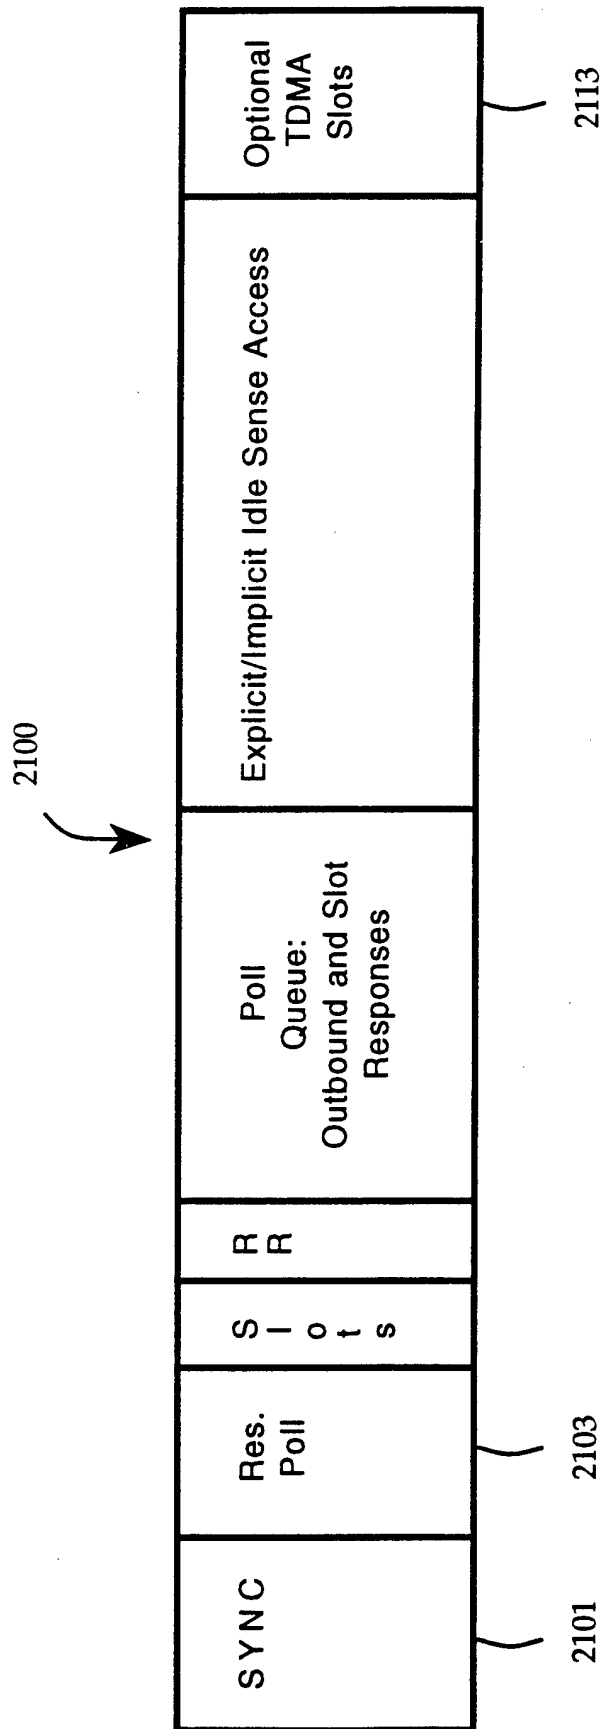 2100
SYNC
Res.
Poll
S
l
o
t
s
R
R
Poll
Queue:
Outbound and Slot
Responses
Explicit/Implicit Idle Sense Access
Optional
TDMA
Slots
2101
2103
2113